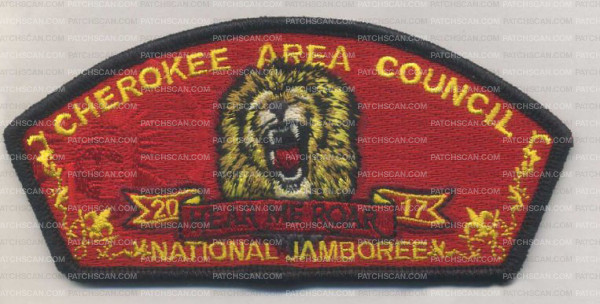 CHEROKEE AREA COUNCIL
20 HEAR ME ROAR 17
NATIONAL JAMBOREE
PATCHSCAN.COM